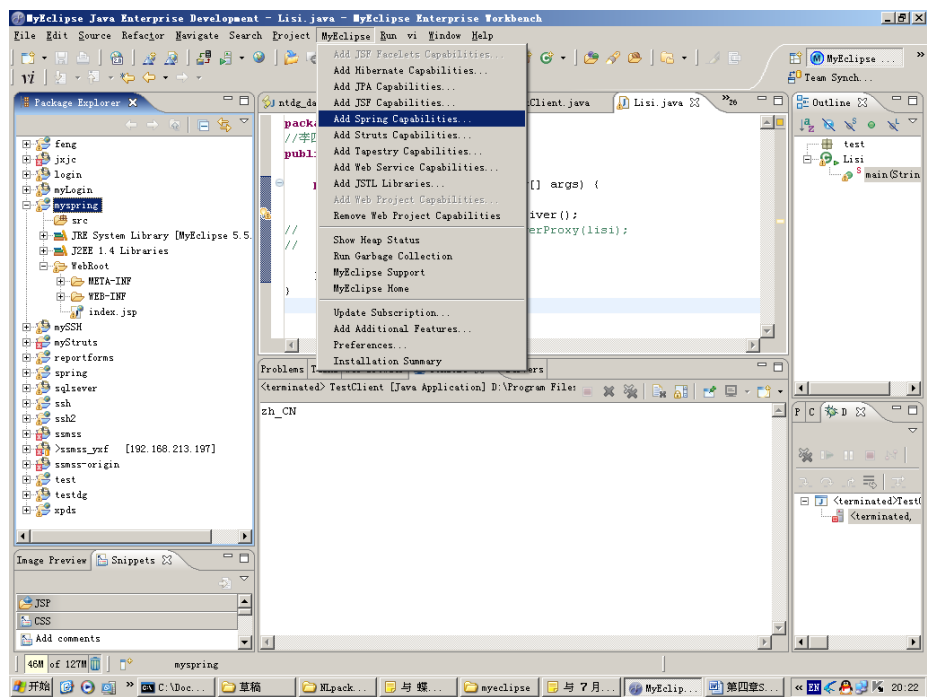 MyEclipse Java Enterprise Development - Lisi.java - MyEclipse Enterprise Workbench
File Edit Source Refactor Navigate Search Project MyEclipse Run vi Window Help
MyEclipse ...
»
vi
Team Synch...
Package Explorer
feng
jxjc
login
myLogin
myspring
src
JRE System Library [MyEclipse 5.5.
J2EE 1.4 Libraries
WebRoot
META-INF
WEB-INF
index.jsp
mySSH
myStruts
reportforms
spring
sqlsever
ssh
ssh2
ssmss
>ssmss_yxf [192.168.213.197]
ssmss-origin
test
testdg
xpds
Image Preview Snippets
JSP
CSS
Add comments
Add JSF Facelets Capabilities...
Add Hibernate Capabilities...
Add JPA Capabilities...
Add JSF Capabilities...
Add Spring Capabilities...
Add Struts Capabilities...
Add Tapestry Capabilities...
Add Web Service Capabilities...
Add JSTL Libraries...
Add Web Project Capabilities...
Remove Web Project Capabilities
Show Heap Status
Run Garbage Collection
MyEclipse Support
MyEclipse Home
Update Subscription...
Add Additional Features...
Preferences...
Installation Summary
ntdg_da
Client.java
Lisi.java
»26
pack
//李四
publi
[] args) {
iver();
// erProxy(lisi);
//
}
}
Problems
<terminated> TestClient [Java Application] D:\Program Files
zh_CN
Outline
test
Lisi
main(Strin
P C D
<terminated>Test
<terminated,
46M of 127M
myspring
开始
»
C:\Doc...
草稿
NLpack...
与 蝶...
myeclipse
与 7 月...
MyEclip...
第四章S...
«
EN
20:22